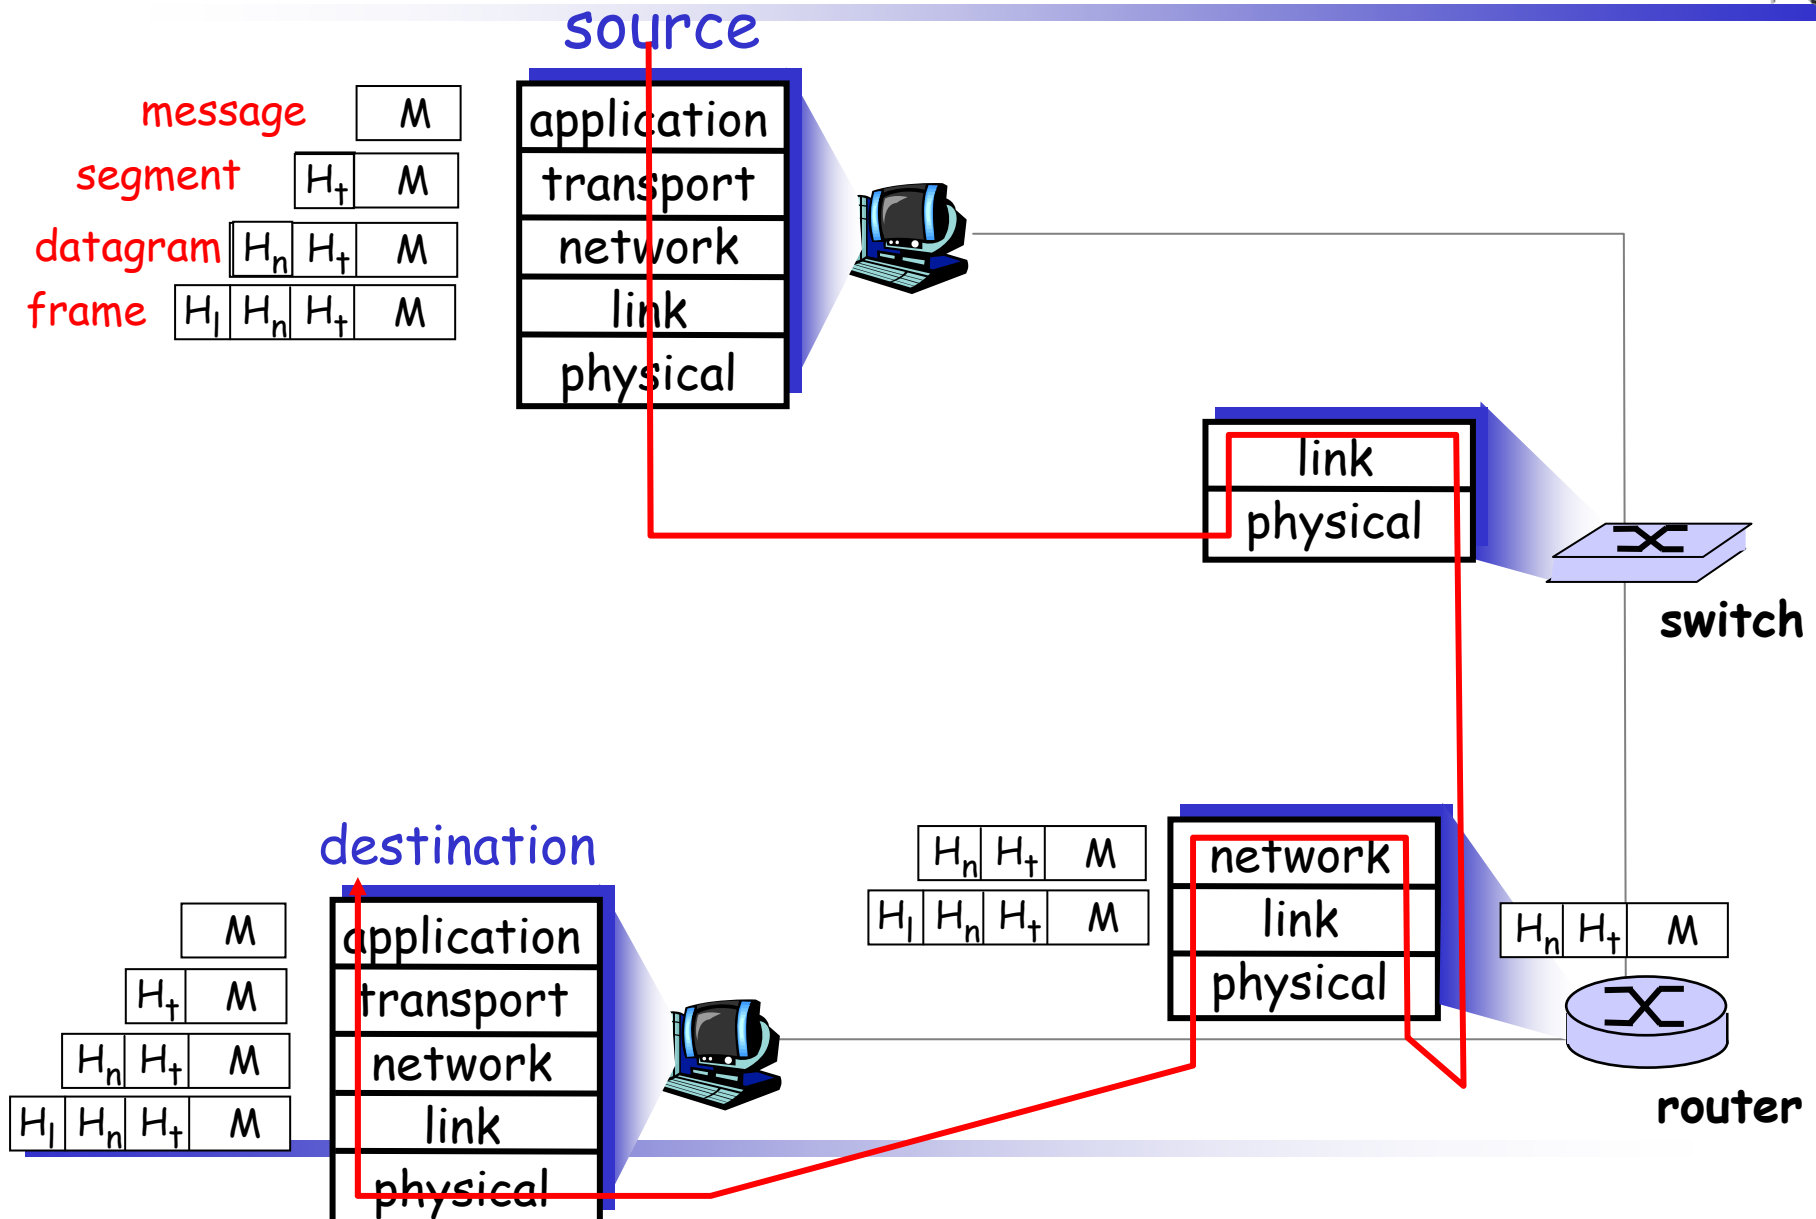 source
message M
segment Ht M
datagram Hn Ht M
frame Hl Hn Ht M
application
transport
network
link
physical
link
physical
switch
destination
M
Ht M
Hn Ht M
Hl Hn Ht M
application
transport
network
link
physical
Hn Ht M
Hl Hn Ht M
network
link
physical
Hn Ht M
router